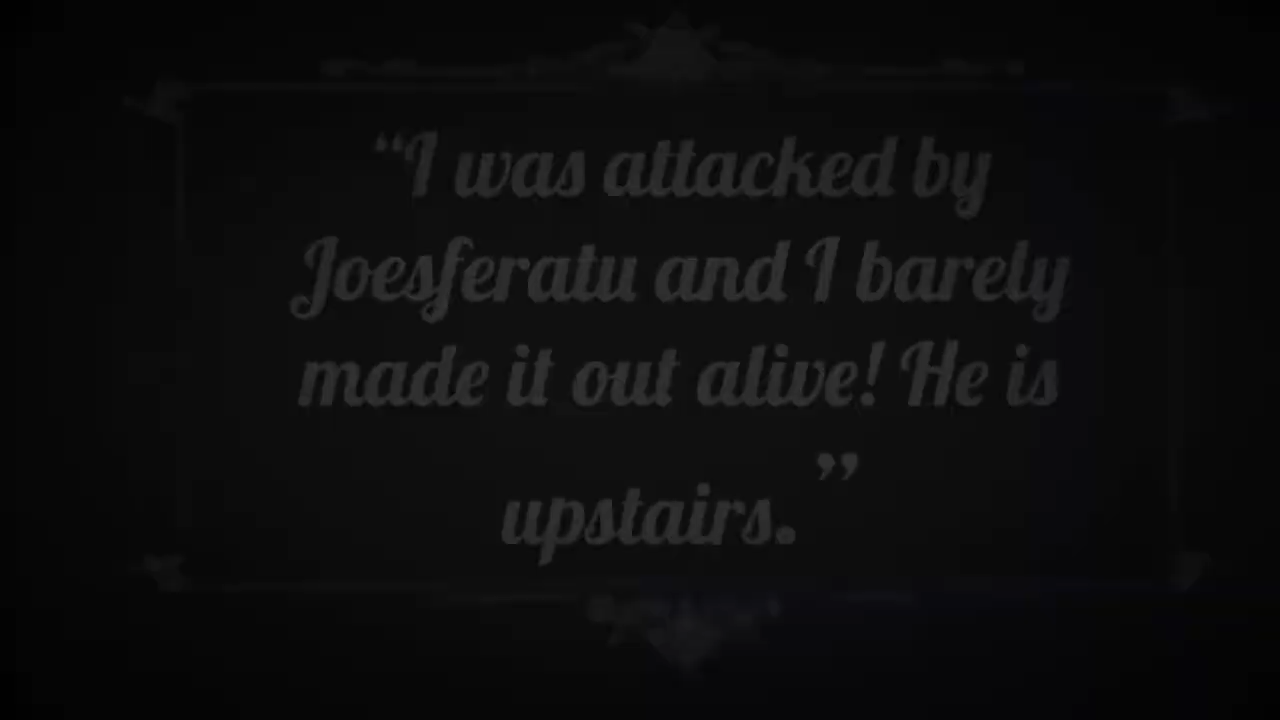 “I was attacked by
Joesferatu and I barely
made it out alive! He is
upstairs.”